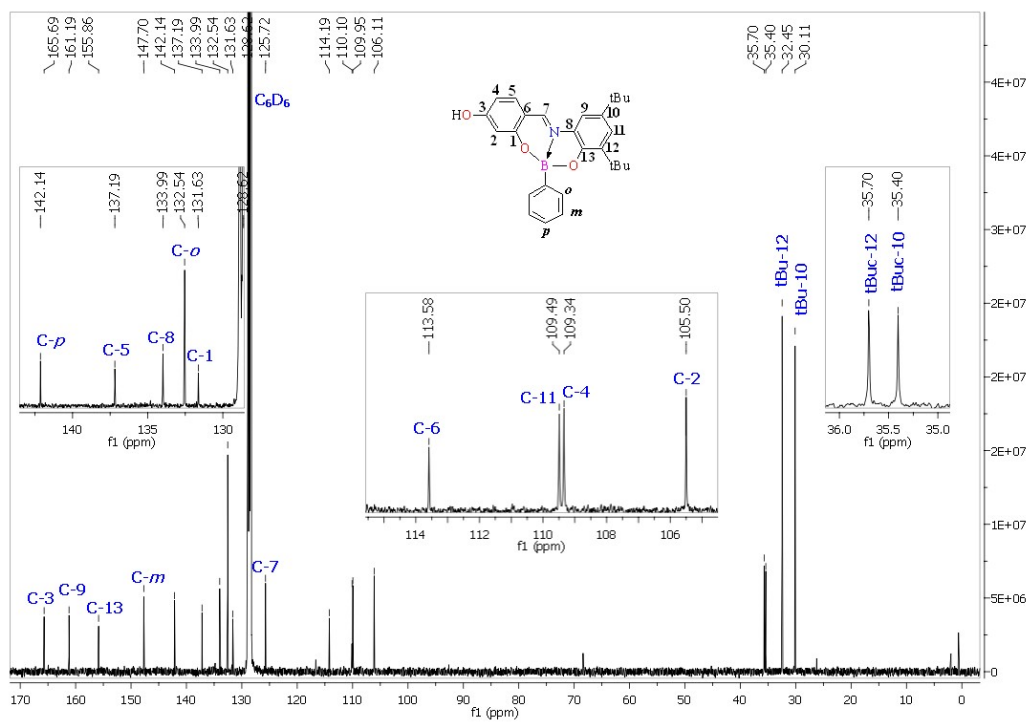 165.69
161.19
155.86
147.70
142.14
137.19
133.99
132.54
131.63
128.62
125.72
114.19
110.10
109.95
106.11
35.70
35.40
32.45
30.11
C6D6
4 5 7 9 tBu
HO 3 6 10
2 1 N 8 11
O 13 12
B O tBu
o
m
p
142.14
137.19
133.99
132.54
131.63
128.62
C-o
C-p
C-5
C-8
C-1
140 135 130
f1 (ppm)
113.58
109.49
109.34
105.50
C-6
C-11
C-4
C-2
114 112 110 108 106
f1 (ppm)
35.70
35.40
tBuc-12
tBuc-10
36.0 35.5 35.0
f1 (ppm)
tBu-12
tBu-10
C-3
C-9
C-13
C-m
C-7
4E+07
4E+07
3E+07
3E+07
2E+07
2E+07
1E+07
5E+06
0
170 160 150 140 130 120 110 100 90 80 70 60 50 40 30 20 10 0
f1 (ppm)